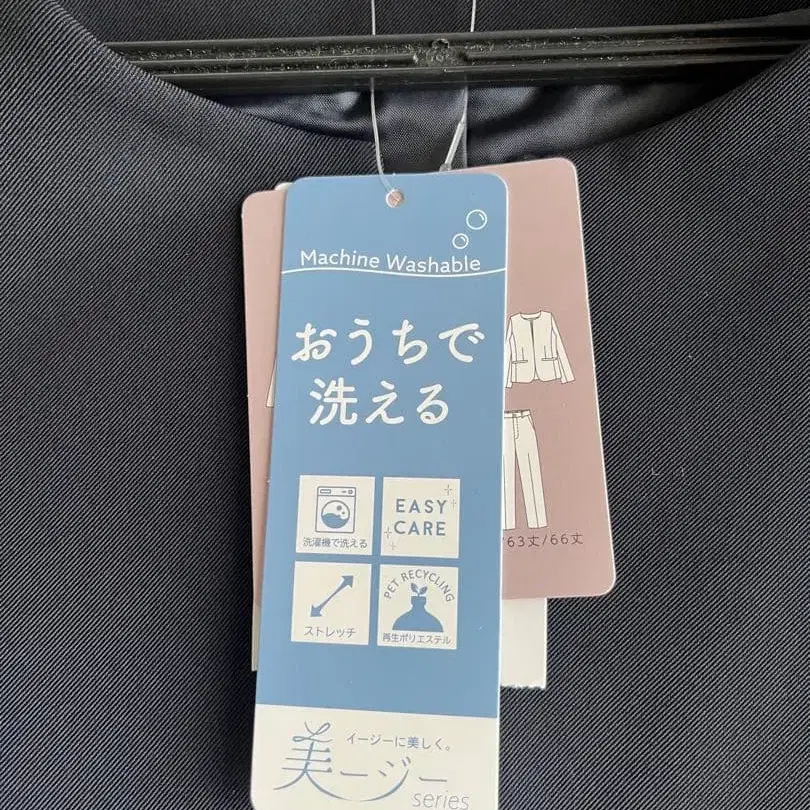 Machine Washable
おうちで
洗える
洗濯機で洗える
EASY
CARE
ストレッチ
PET RECYCLING
再生ポリエステル
63丈/66丈
イージーに美しく。
美ージー
series